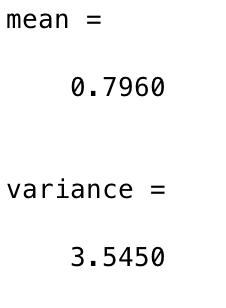 mean =
0.7960
variance =
3.5450